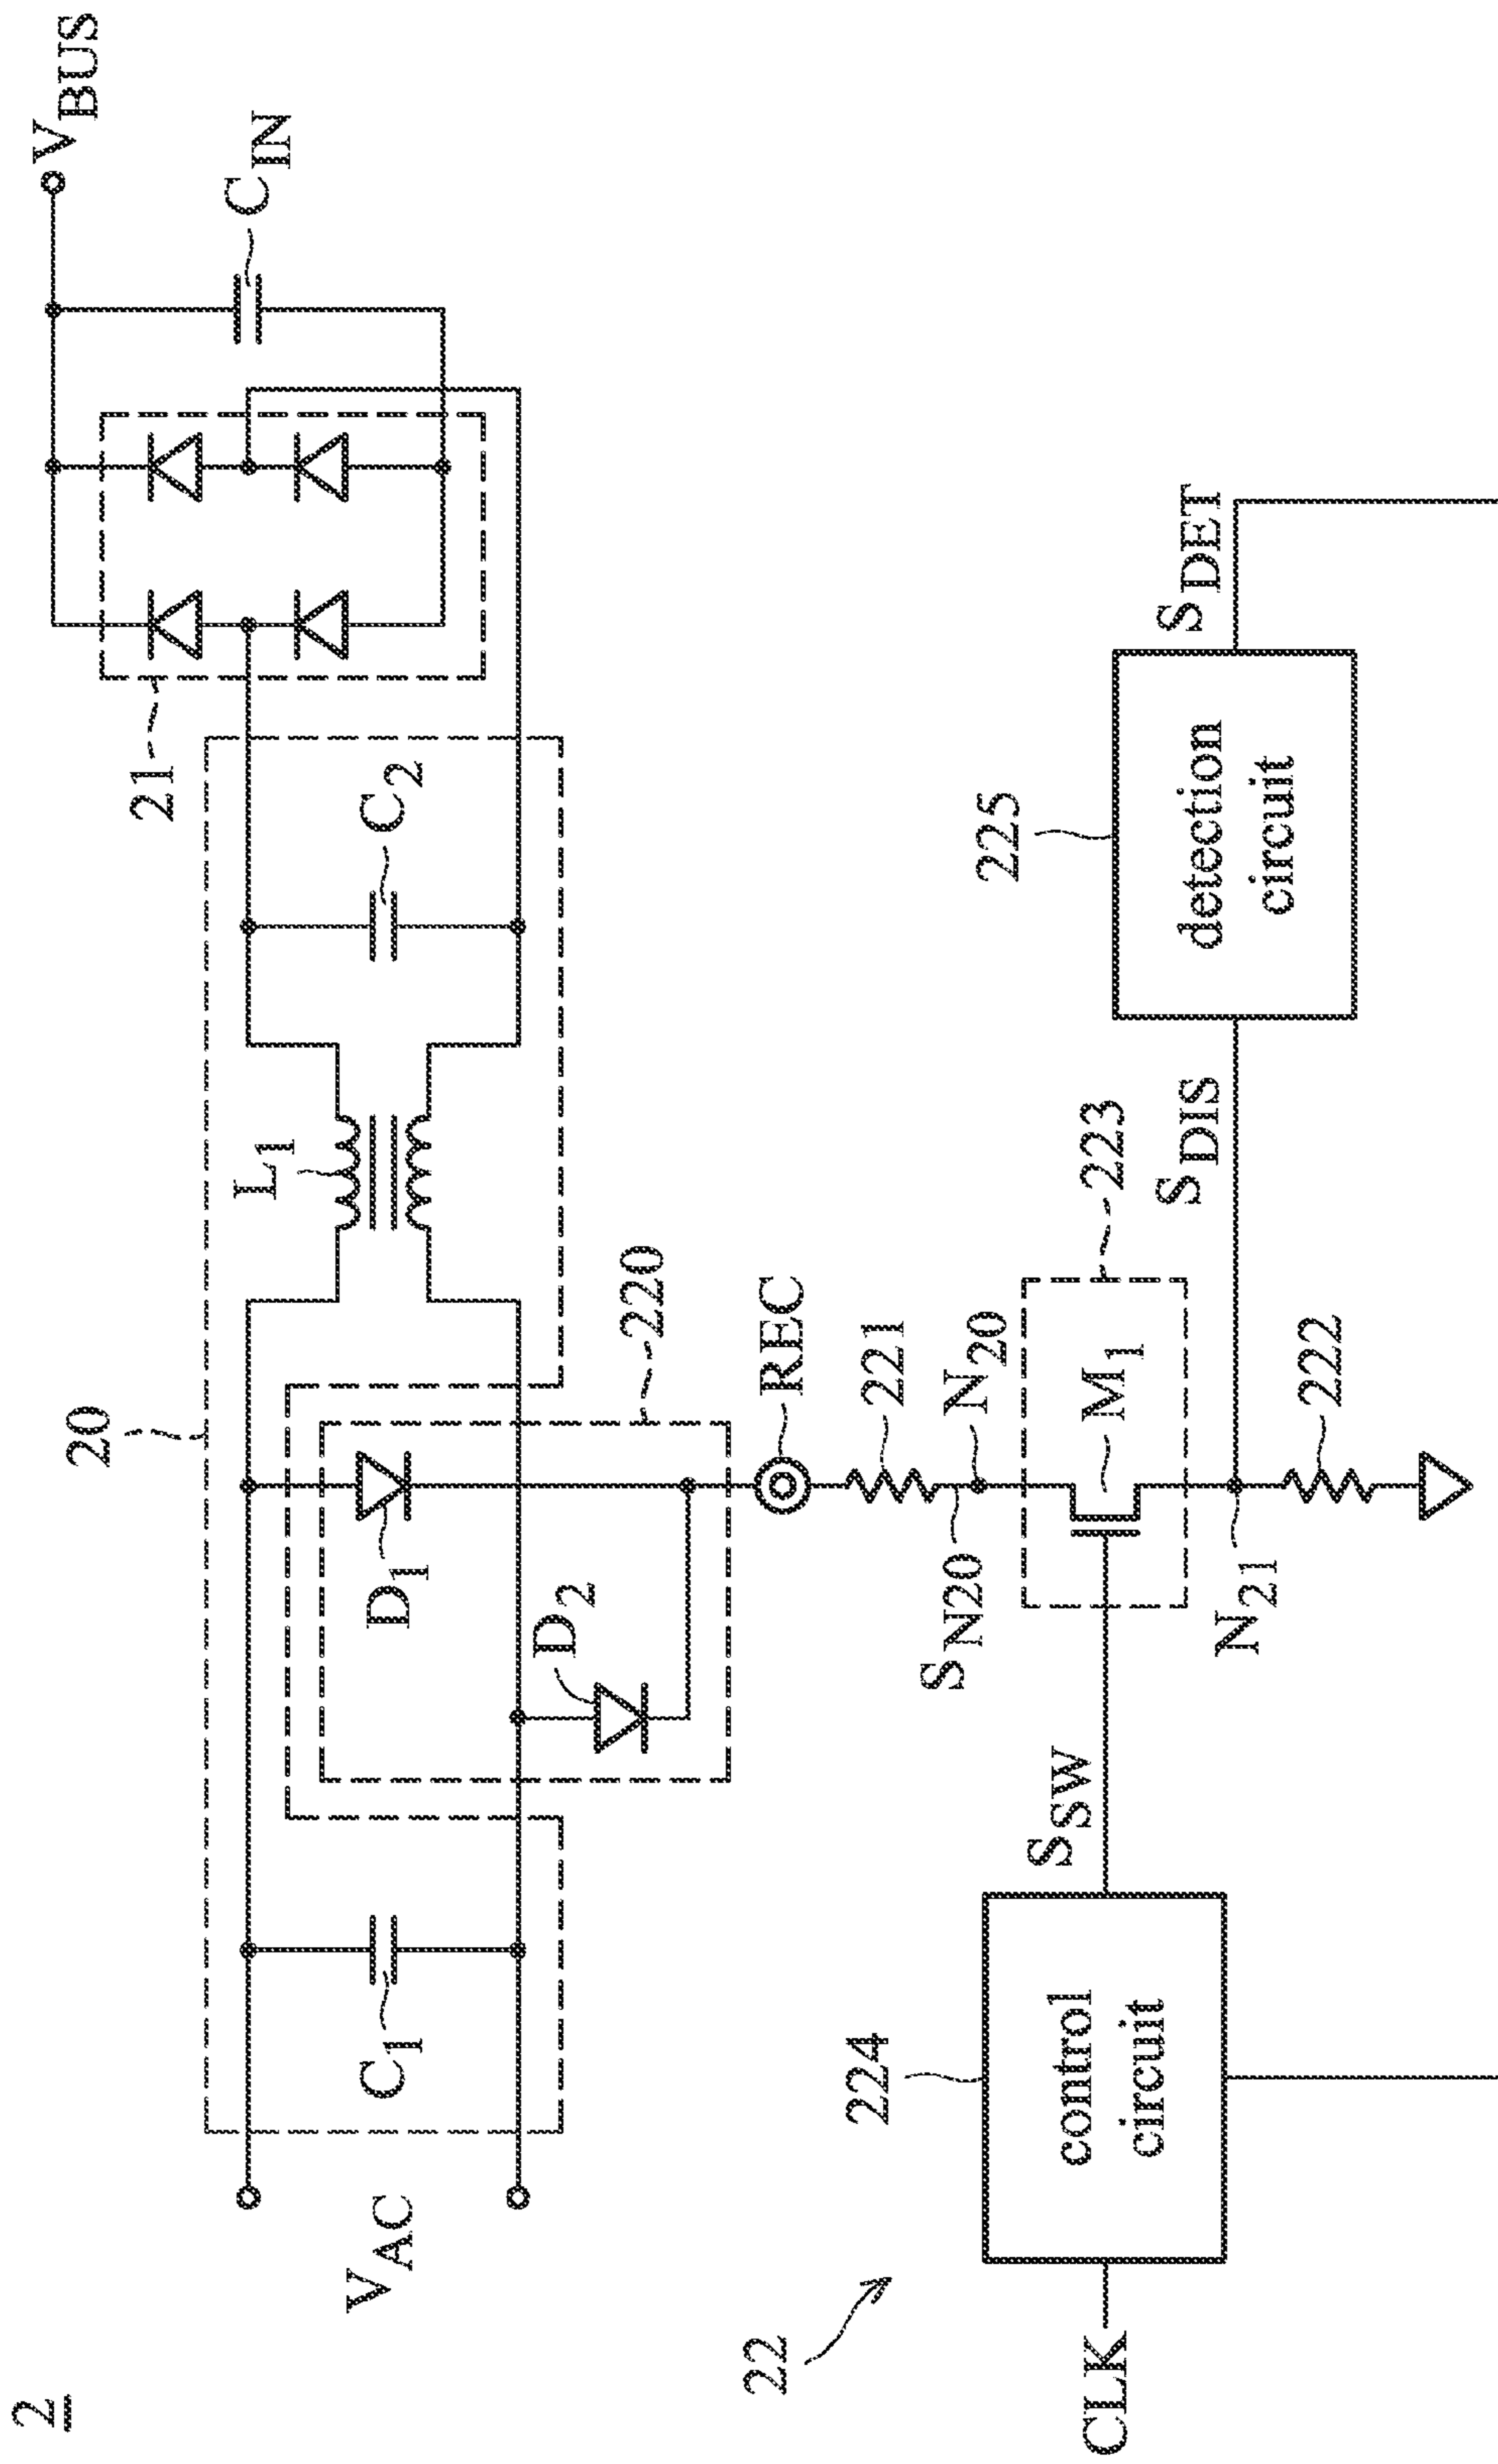 2
V_BUS
C_IN
20
21
L_1
C_1
C_2
V_AC
D_1
D_2
220
REC
22
224
221
S_N20
N_20
225
223
S_DET
CLK
control
circuit
S_SW
M_1
S_DIS
detection
circuit
N_21
222